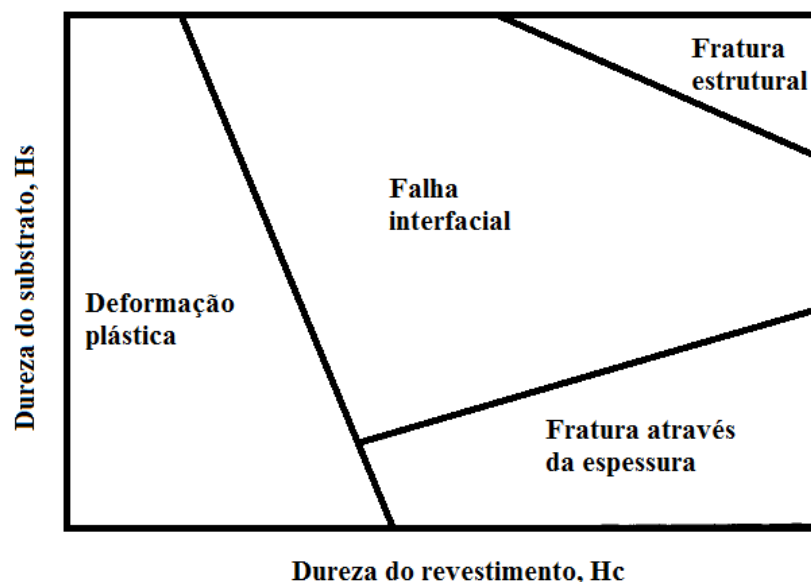 Fratura
estrutural
Falha
interfacial
Deformação
plástica
Fratura através
da espessura
Dureza do substrato, Hs
Dureza do revestimento, Hc